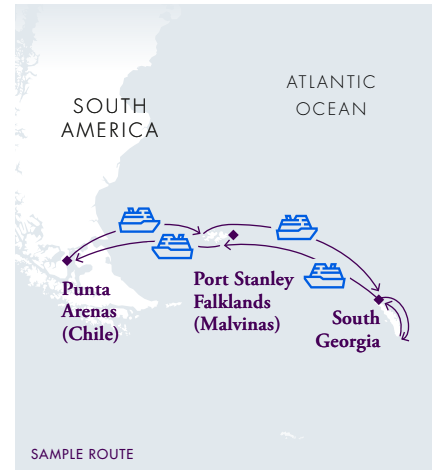 SOUTH
AMERICA
ATLANTIC
OCEAN
Punta
Arenas
(Chile)
Port Stanley
Falklands
(Malvinas)
South
Georgia
SAMPLE ROUTE